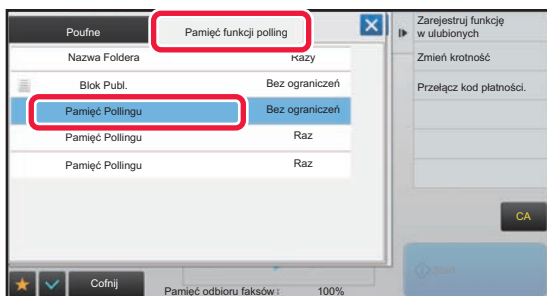 Poufne
Pamięć funkcji polling
Nazwa Foldera Razy
Blok Publ. Bez ograniczeń
Pamięć Pollingu Bez ograniczeń
Pamięć Pollingu Raz
Pamięć Pollingu Raz
Cofnij
Pamięć odbioru faksów : 100%
Zarejestruj funkcję
w ulubionych
Zmień krotność
Przełącz kod płatności.
CA
Start